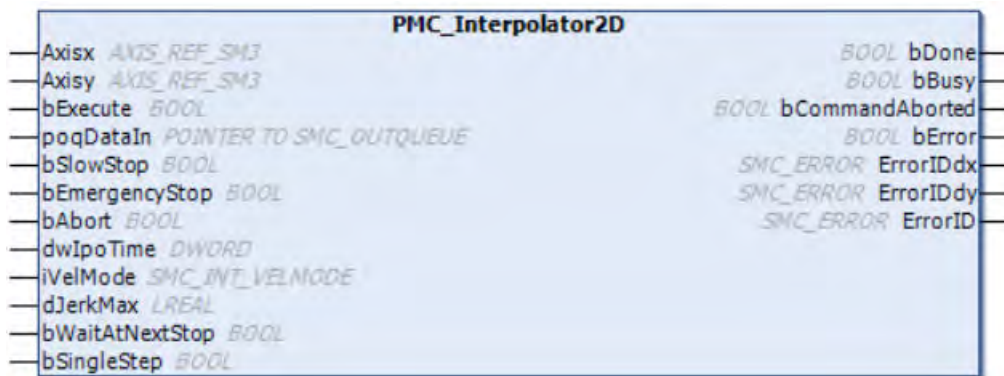 PMC_Interpolator2D
Axisx AXIS_REF_SM3
Axisy AXIS_REF_SM3
bExecute BOOL
poqDataIn POINTER TO SMC_OUTQUEUE
bSlowStop BOOL
bEmergencyStop BOOL
bAbort BOOL
dwIpoTime DWORD
iVelMode SMC_INT_VELMODE
dJerkMax LREAL
bWaitAtNextStop BOOL
bSingleStep BOOL
BOOL bDone
BOOL bBusy
BOOL bCommandAborted
BOOL bError
SMC_ERROR ErrorIDdx
SMC_ERROR ErrorIDdy
SMC_ERROR ErrorID